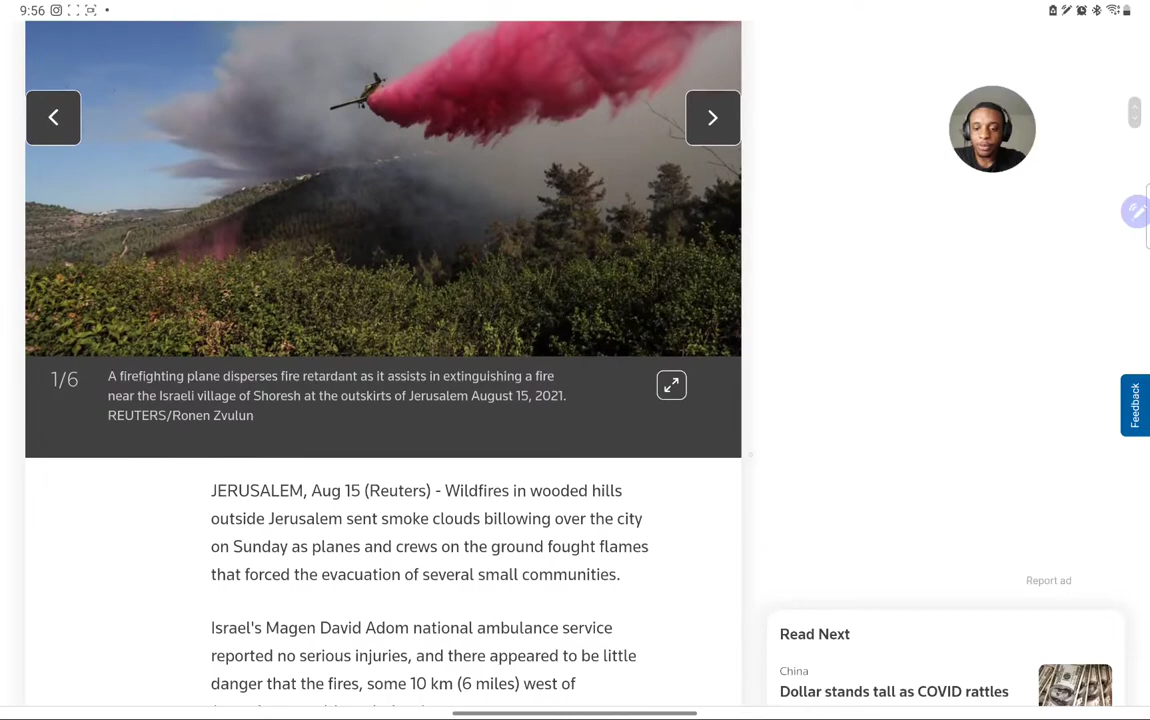 9:56
1/6
A firefighting plane disperses fire retardant as it assists in extinguishing a fire
near the Israeli village of Shoresh at the outskirts of Jerusalem August 15, 2021.
REUTERS/Ronen Zvulun
Feedback
JERUSALEM, Aug 15 (Reuters) - Wildfires in wooded hills
outside Jerusalem sent smoke clouds billowing over the city
on Sunday as planes and crews on the ground fought flames
that forced the evacuation of several small communities.
Report ad
Israel's Magen David Adom national ambulance service
reported no serious injuries, and there appeared to be little
danger that the fires, some 10 km (6 miles) west of
Read Next
China
Dollar stands tall as COVID rattles